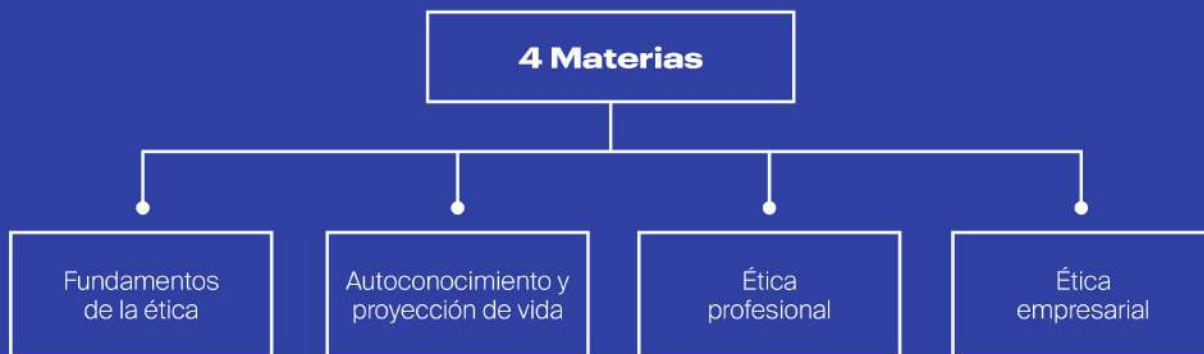 4 Materias
Fundamentos
de la ética
Autoconocimiento y
proyección de vida
Ética
profesional
Ética
empresarial